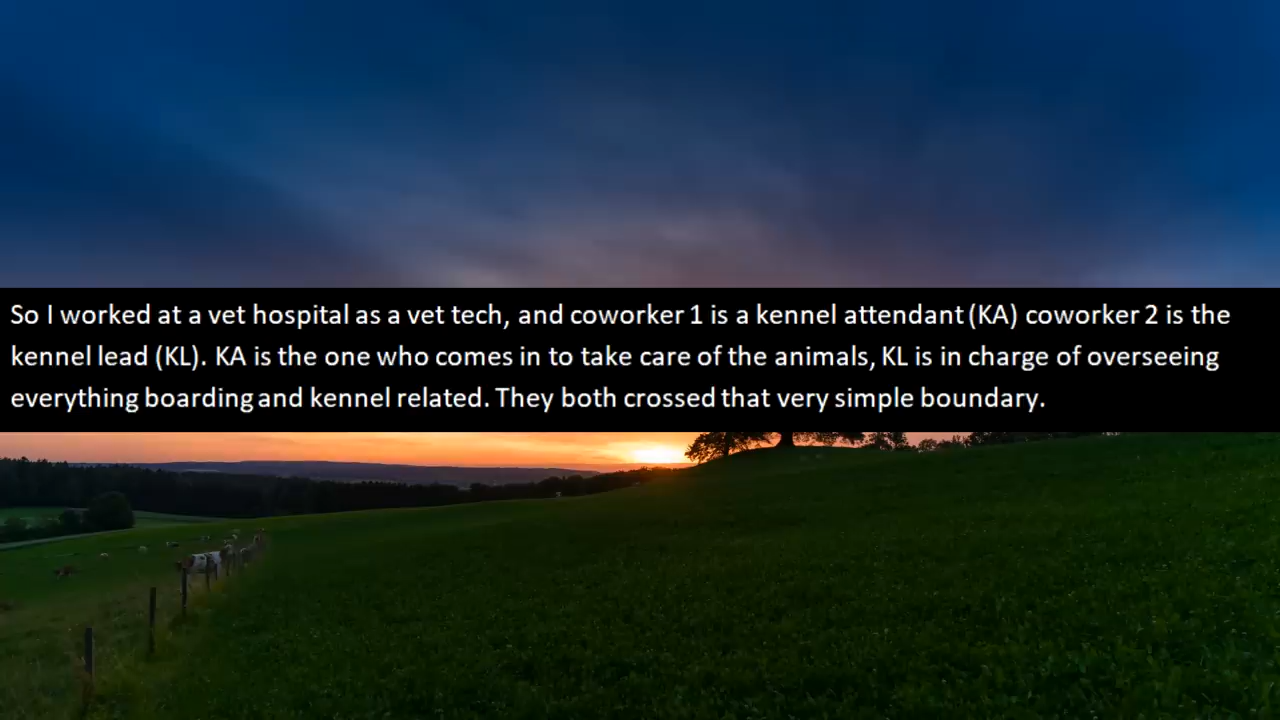 So I worked at a vet hospital as a vet tech, and coworker 1 is a kennel attendant (KA) coworker 2 is the
kennel lead (KL). KA is the one who comes in to take care of the animals, KL is in charge of overseeing
everything boarding and kennel related. They both crossed that very simple boundary.